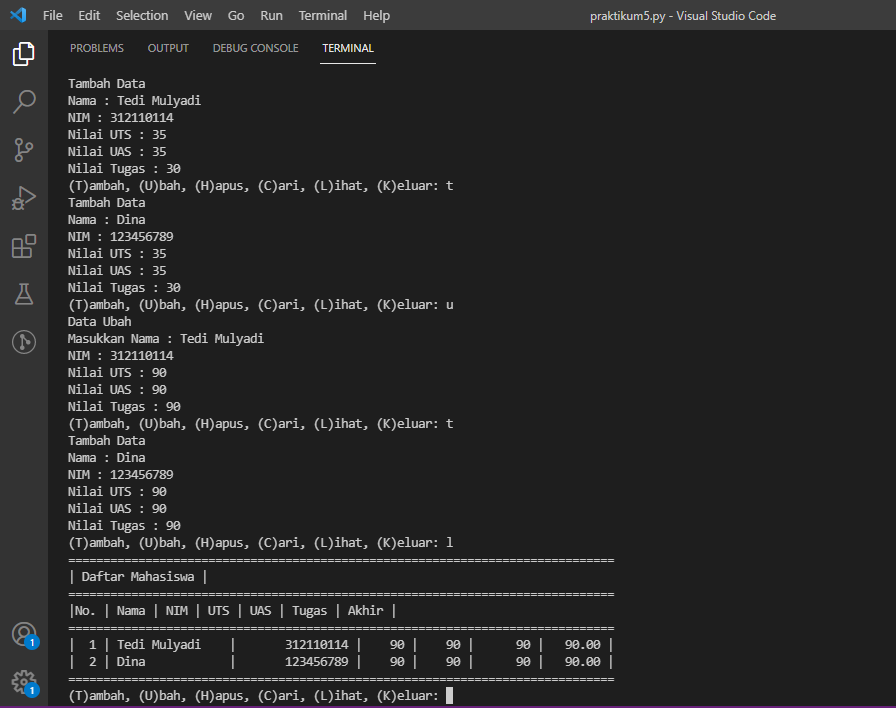 File Edit Selection View Go Run Terminal Help praktikum5.py - Visual Studio Code
PROBLEMS OUTPUT DEBUG CONSOLE TERMINAL
Tambah Data
Nama : Tedi Mulyadi
NIM : 312110114
Nilai UTS : 35
Nilai UAS : 35
Nilai Tugas : 30
(T)ambah, (U)bah, (H)apus, (C)ari, (L)ihat, (K)eluar: t
Tambah Data
Nama : Dina
NIM : 123456789
Nilai UTS : 35
Nilai UAS : 35
Nilai Tugas : 30
(T)ambah, (U)bah, (H)apus, (C)ari, (L)ihat, (K)eluar: u
Data Ubah
Masukkan Nama : Tedi Mulyadi
NIM : 312110114
Nilai UTS : 90
Nilai UAS : 90
Nilai Tugas : 90
(T)ambah, (U)bah, (H)apus, (C)ari, (L)ihat, (K)eluar: t
Tambah Data
Nama : Dina
NIM : 123456789
Nilai UTS : 90
Nilai UAS : 90
Nilai Tugas : 90
(T)ambah, (U)bah, (H)apus, (C)ari, (L)ihat, (K)eluar: l
==============================================================================
| Daftar Mahasiswa |
==============================================================================
|No. | Nama | NIM | UTS | UAS | Tugas | Akhir |
==============================================================================
|  1 | Tedi Mulyadi    |       312110114 |    90 |    90 |      90 |   90.00 |
|  2 | Dina            |       123456789 |    90 |    90 |      90 |   90.00 |
==============================================================================
(T)ambah, (U)bah, (H)apus, (C)ari, (L)ihat, (K)eluar:
1
1